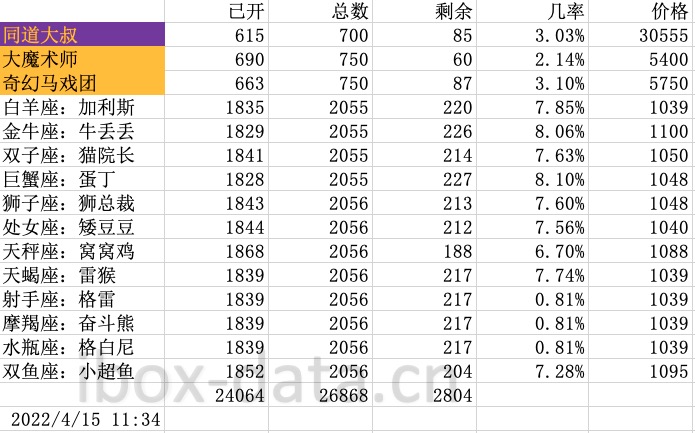 已开 总数 剩余 几率 价格
同道大叔 615 700 85 3.03% 30555
大魔术师 690 750 60 2.14% 5400
奇幻马戏团 663 750 87 3.10% 5750
白羊座：加利斯 1835 2055 220 7.85% 1039
金牛座：牛丢丢 1829 2055 226 8.06% 1100
双子座：猫院长 1841 2055 214 7.63% 1050
巨蟹座：蛋丁 1828 2055 227 8.10% 1048
狮子座：狮总裁 1843 2056 213 7.60% 1048
处女座：矮豆豆 1844 2056 212 7.56% 1040
天秤座：窝窝鸡 1868 2056 188 6.70% 1088
天蝎座：雷猴 1839 2056 217 7.74% 1039
射手座：格雷 1839 2056 217 0.81% 1039
摩羯座：奋斗熊 1839 2056 217 0.81% 1039
水瓶座：格白尼 1839 2056 217 0.81% 1039
双鱼座：小超鱼 1852 2056 204 7.28% 1095
ibox-data.cn
24064 26868 2804
2022/4/15 11:34